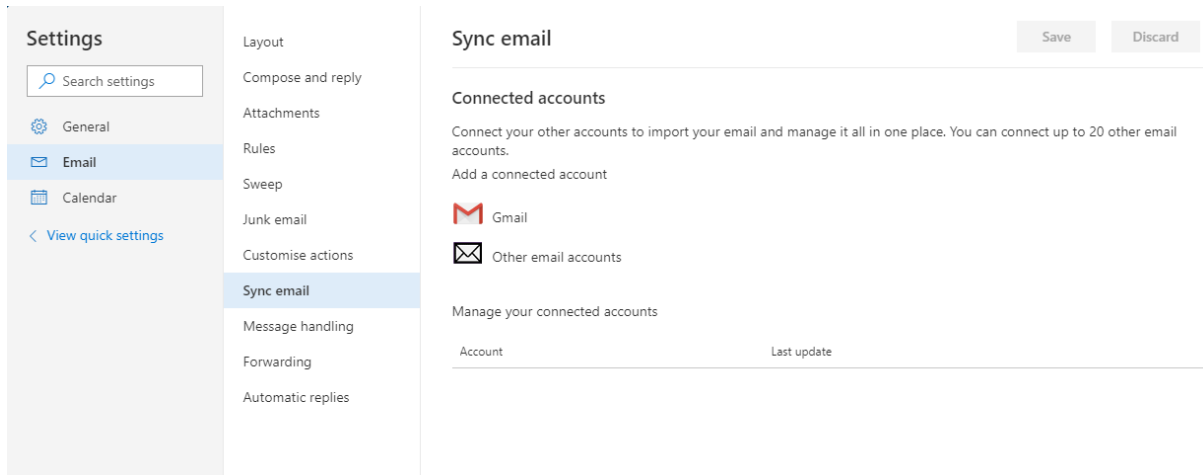 Settings
Search settings
General
Email
Calendar
View quick settings
Layout
Compose and reply
Attachments
Rules
Sweep
Junk email
Customise actions
Sync email
Message handling
Forwarding
Automatic replies
Sync email
Save Discard
Connected accounts
Connect your other accounts to import your email and manage it all in one place. You can connect up to 20 other email
accounts.
Add a connected account
Gmail
Other email accounts
Manage your connected accounts
Account Last update